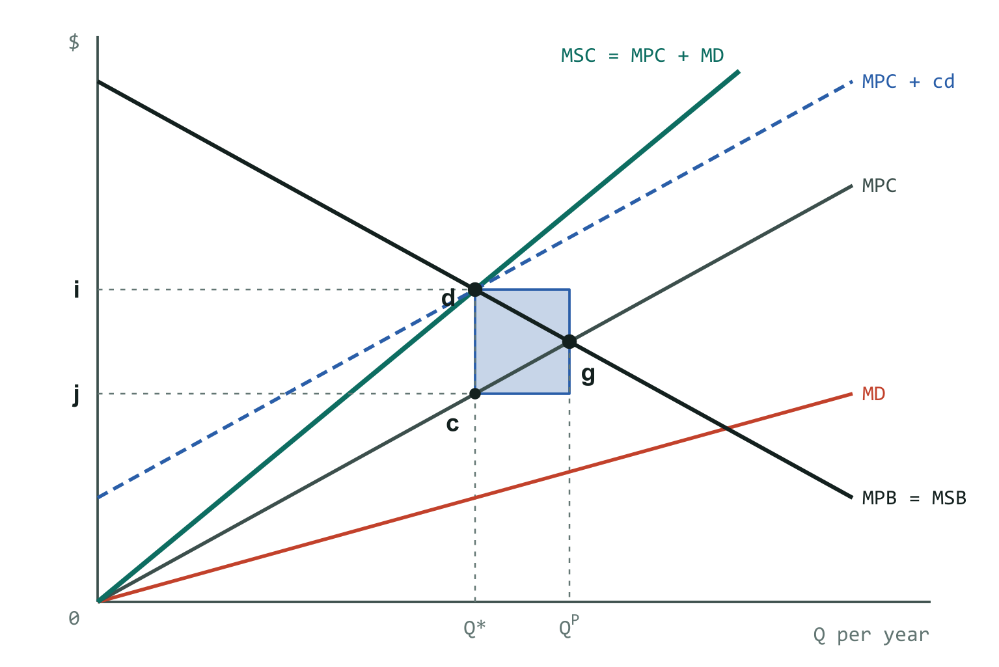 $
MSC = MPC + MD
MPC + cd
MPC
i
d
g
j
MD
c
MPB = MSB
0
Q*
Qᴾ
Q per year